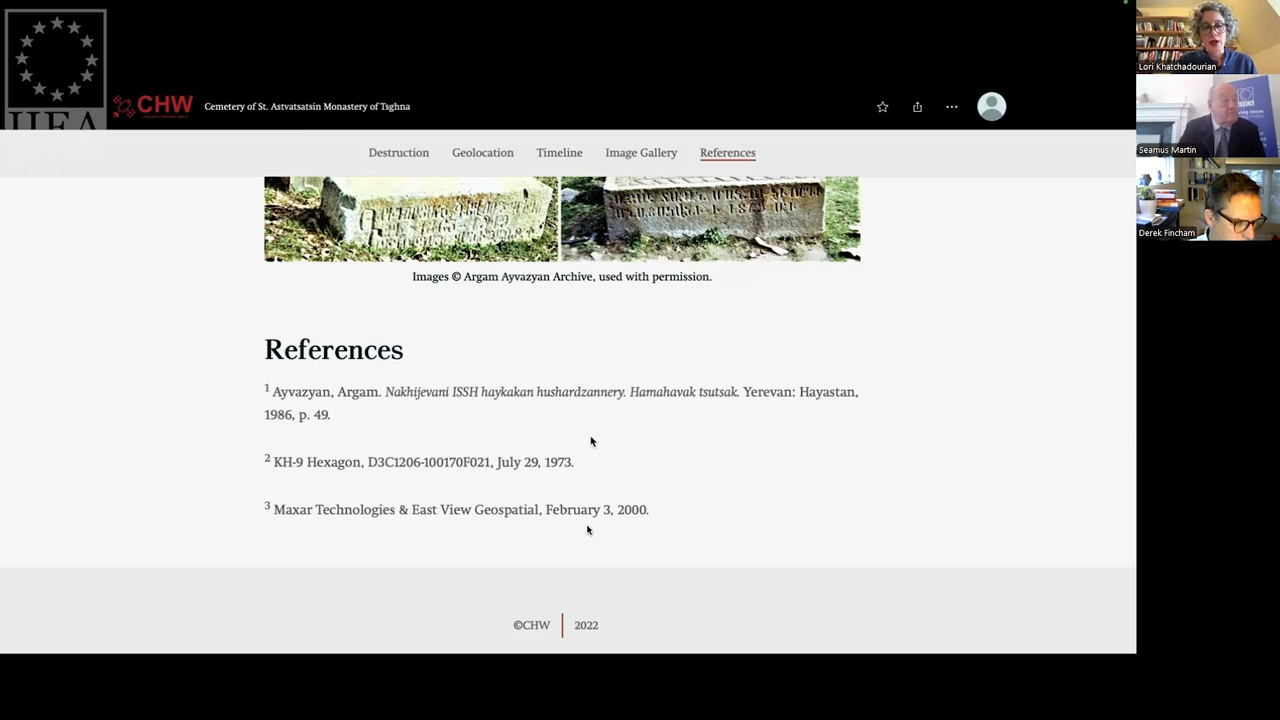 IIEA
CHW
Cemetery of St. Astvatsatsin Monastery of Tsghna
Destruction
Geolocation
Timeline
Image Gallery
References
Images © Argam Ayvazyan Archive, used with permission.
References
1 Ayvazyan, Argam. Nakhijevani ISSH haykakan hushardzannery. Hamahavak tsutsak. Yerevan: Hayastan,
1986, p. 49.
2 KH-9 Hexagon, D3C1206-100170F021, July 29, 1973.
3 Maxar Technologies & East View Geospatial, February 3, 2000.
©CHW
2022
Lori Khatchadourian
Seamus Martin
Derek Fincham